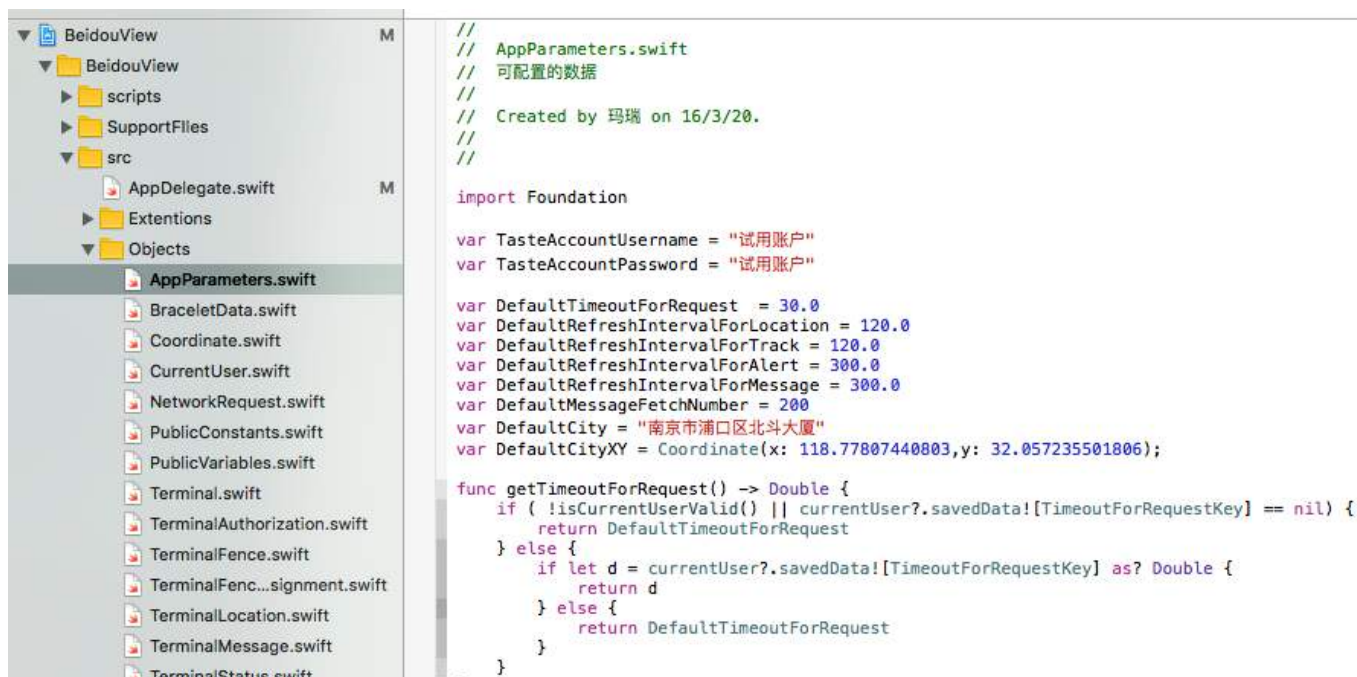 BeidouView M
BeidouView
scripts
SupportFIles
src
AppDelegate.swift M
Extentions
Objects
AppParameters.swift
BraceletData.swift
Coordinate.swift
CurrentUser.swift
NetworkRequest.swift
PublicConstants.swift
PublicVariables.swift
Terminal.swift
TerminalAuthorization.swift
TerminalFence.swift
TerminalFenc...signment.swift
TerminalLocation.swift
TerminalMessage.swift
TerminalStatus.swift
//
// AppParameters.swift
// 可配置的数据
//
// Created by 玛瑞 on 16/3/20.
//
//
import Foundation
var TasteAccountUsername = "试用账户"
var TasteAccountPassword = "试用账户"
var DefaultTimeoutForRequest = 30.0
var DefaultRefreshIntervalForLocation = 120.0
var DefaultRefreshIntervalForTrack = 120.0
var DefaultRefreshIntervalForAlert = 300.0
var DefaultRefreshIntervalForMessage = 300.0
var DefaultMessageFetchNumber = 200
var DefaultCity = "南京市浦口区北斗大厦"
var DefaultCityXY = Coordinate(x: 118.77807440803,y: 32.057235501806);
func getTimeoutForRequest() -> Double {
if ( !isCurrentUserValid() || currentUser?.savedData![TimeoutForRequestKey] == nil) {
return DefaultTimeoutForRequest
} else {
if let d = currentUser?.savedData![TimeoutForRequestKey] as? Double {
return d
} else {
return DefaultTimeoutForRequest
}
}